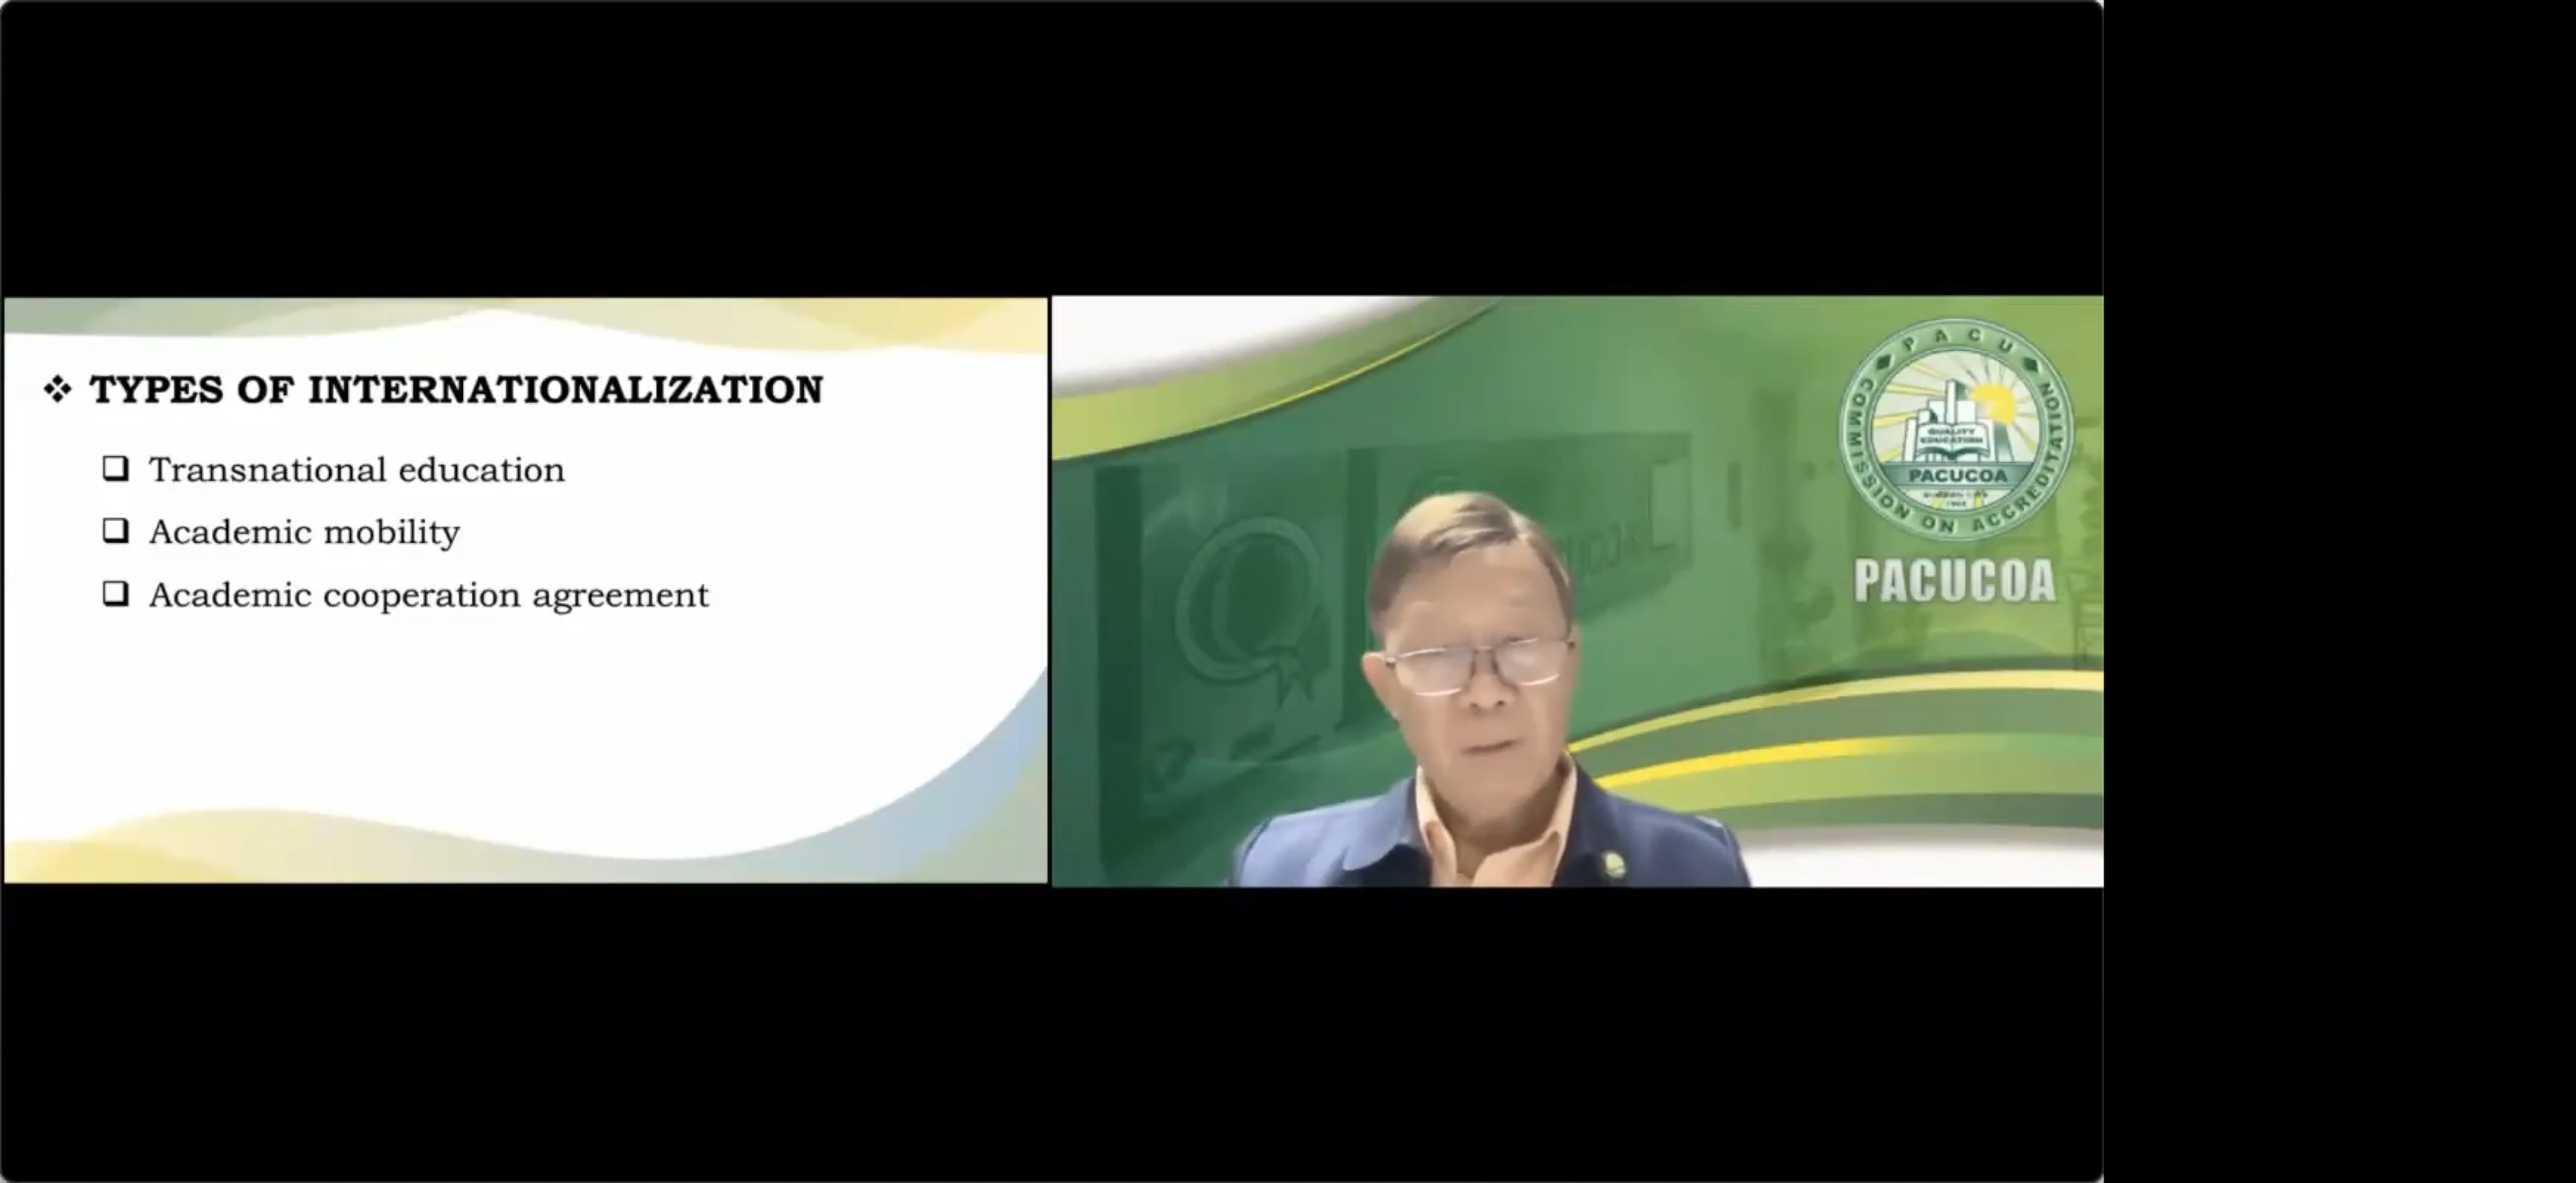 ❖ TYPES OF INTERNATIONALIZATION
❑ Transnational education
❑ Academic mobility
❑ Academic cooperation agreement
PACU
COMMISSION ON ACCREDITATION
QUALITY
EDUCATION
PACUCOA
PACUCOA